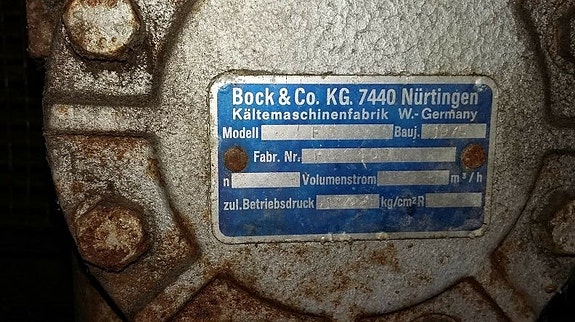 Bock & Co. KG. 7440 Nürtingen
Kältemaschinenfabrik W.-Germany
Modell F Bauj.
Fabr. Nr.
n Volumenstrom m³/h
zul. Betriebsdruck kg/cm²R